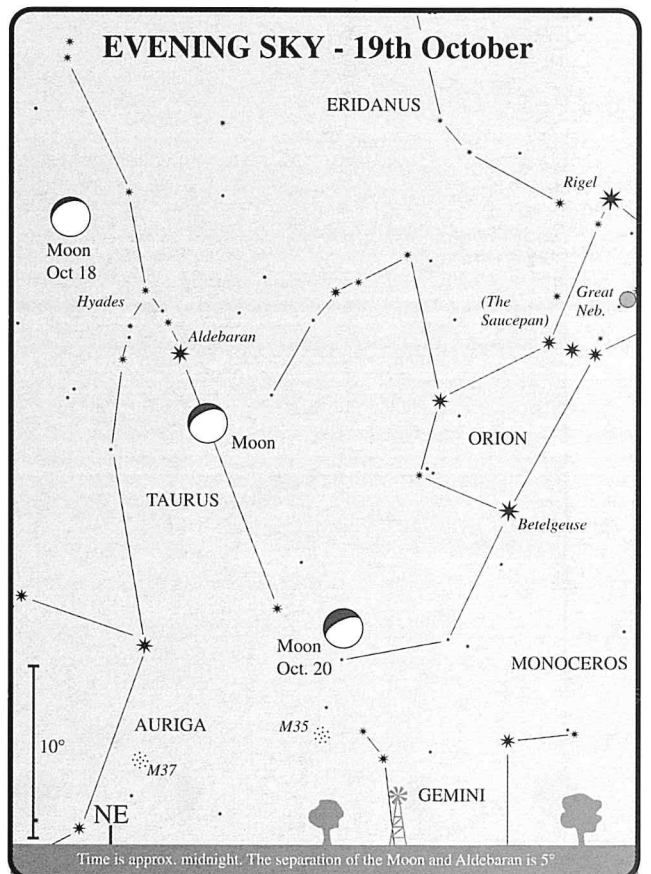 EVENING SKY - 19th October
ERIDANUS
Rigel
Moon
Oct 18
Hyades
(The
Saucepan)
Great
Neb.
Aldebaran
Moon
ORION
TAURUS
Betelgeuse
Moon
Oct. 20
MONOCEROS
AURIGA
M35
10°
M37
GEMINI
NE
Time is approx. midnight. The separation of the Moon and Aldebaran is 5°